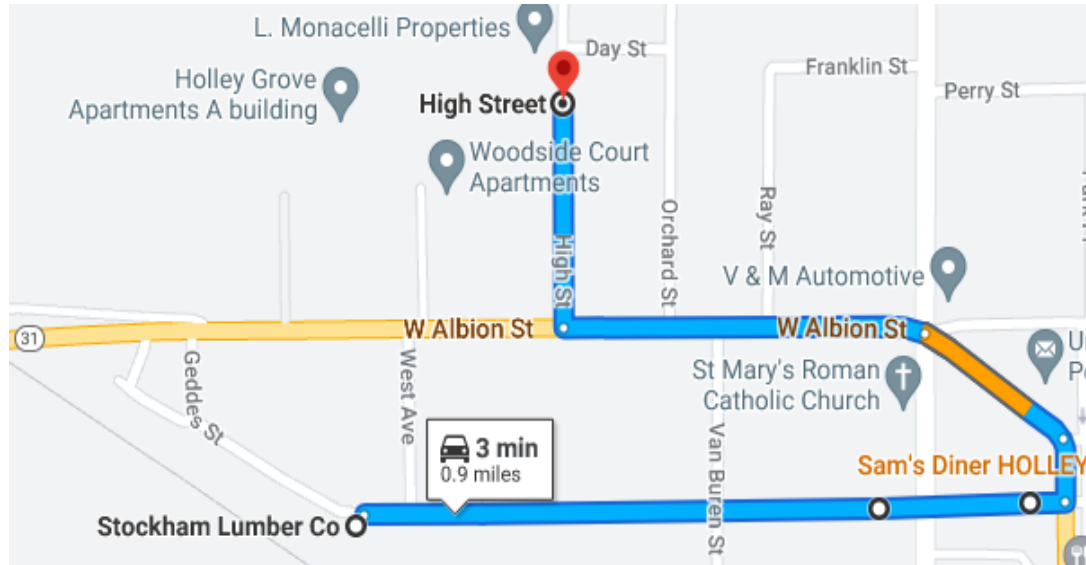 L. Monacelli Properties
Day St
Franklin St
Holley Grove
Apartments A building
High Street
Perry St
Woodside Court
Apartments
Orchard St
Ray St
High St
V & M Automotive
31
W Albion St
W Albion St
Geddes St
West Ave
St Mary's Roman
Catholic Church
Van Buren St
3 min
0.9 miles
Sam's Diner HOLLEY
Stockham Lumber Co